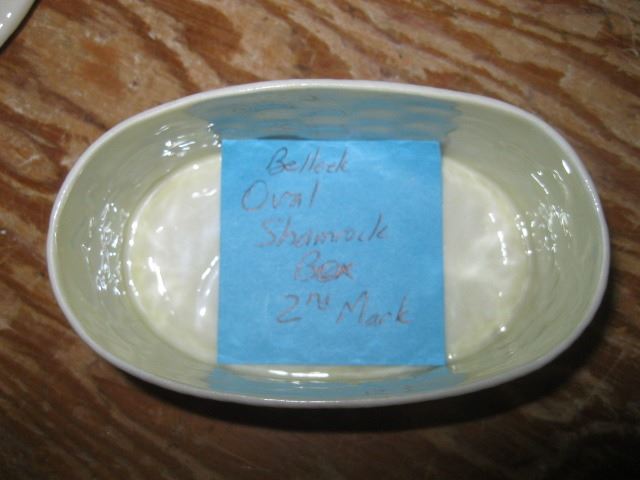 Belleek
Oval
Shamrock
Box
2nd Mark